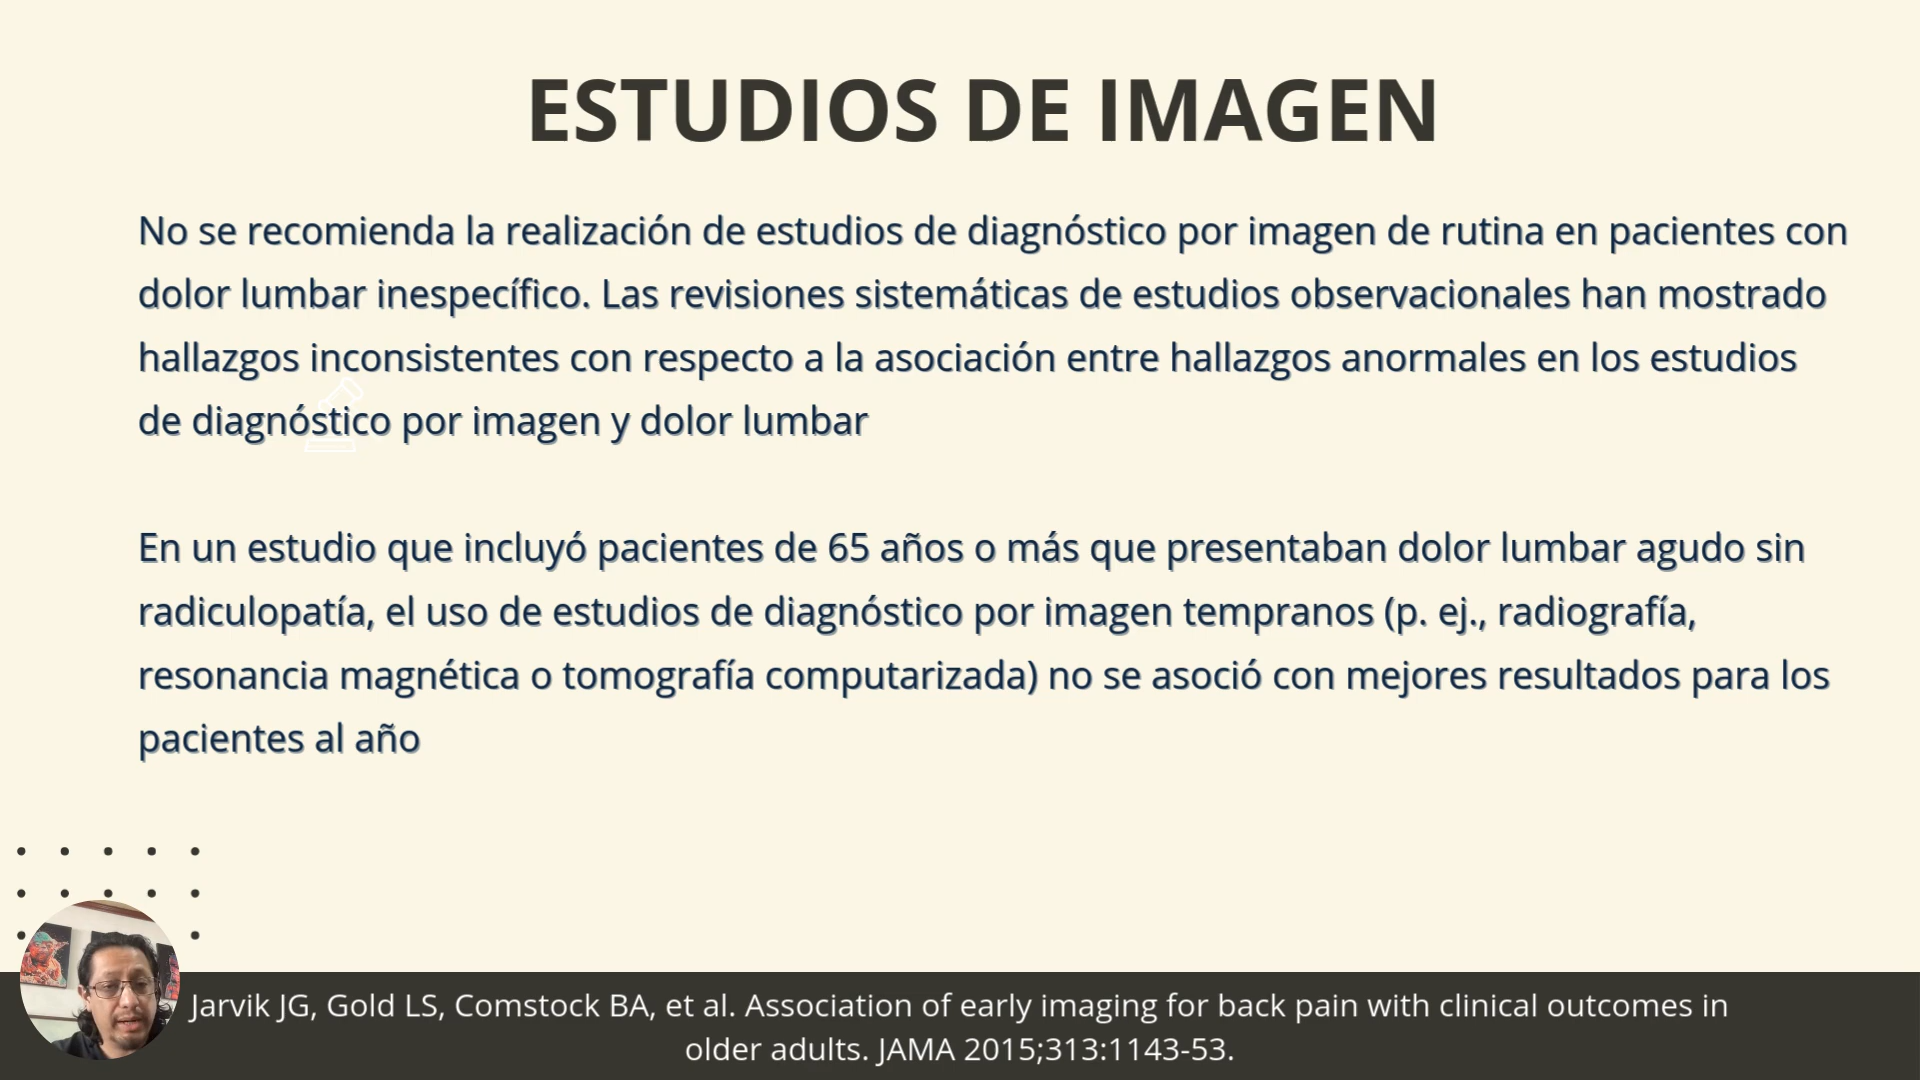 ESTUDIOS DE IMAGEN
No se recomienda la realización de estudios de diagnóstico por imagen de rutina en pacientes con
dolor lumbar inespecífico. Las revisiones sistemáticas de estudios observacionales han mostrado
hallazgos inconsistentes con respecto a la asociación entre hallazgos anormales en los estudios
de diagnóstico por imagen y dolor lumbar
En un estudio que incluyó pacientes de 65 años o más que presentaban dolor lumbar agudo sin
radiculopatía, el uso de estudios de diagnóstico por imagen tempranos (p. ej., radiografía,
resonancia magnética o tomografía computarizada) no se asoció con mejores resultados para los
pacientes al año
Jarvik JG, Gold LS, Comstock BA, et al. Association of early imaging for back pain with clinical outcomes in
older adults. JAMA 2015;313:1143-53.